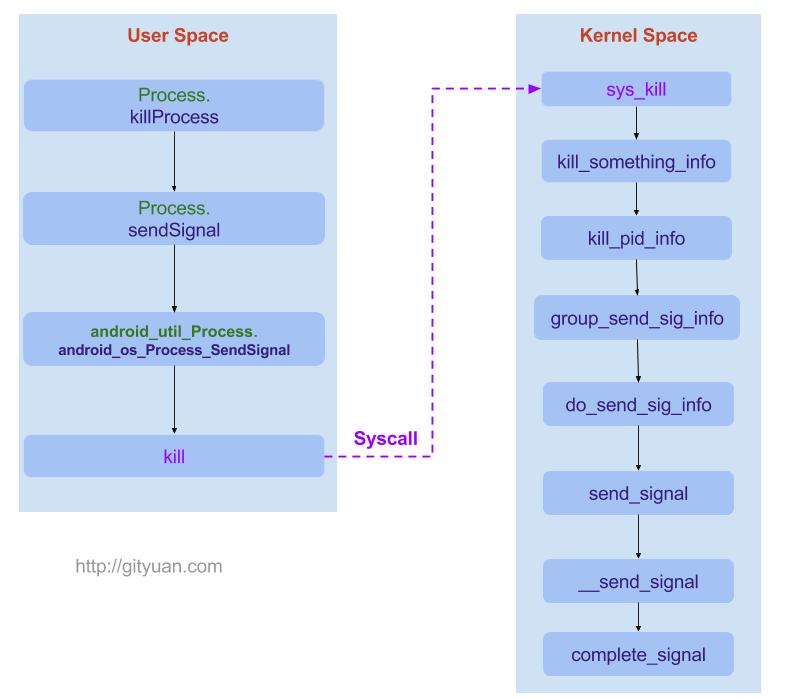 User Space
Process.
killProcess
Process.
sendSignal
android_util_Process.
android_os_Process_SendSignal
kill
Syscall
http://gityuan.com
Kernel Space
sys_kill
kill_something_info
kill_pid_info
group_send_sig_info
do_send_sig_info
send_signal
__send_signal
complete_signal